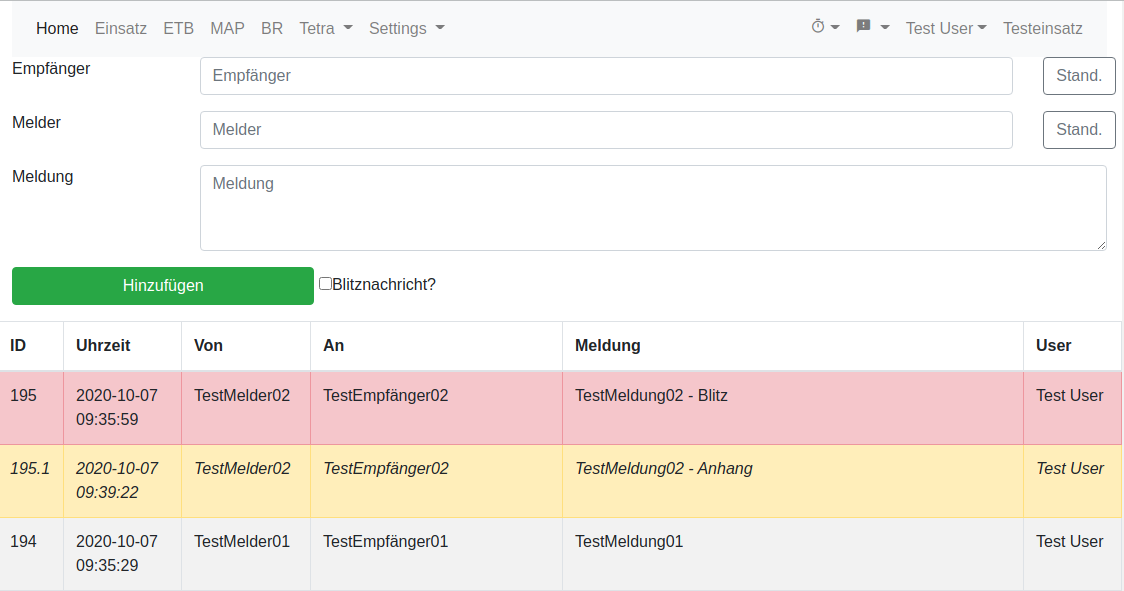 Home Einsatz ETB MAP BR Tetra Settings Test User Testeinsatz
Empfänger Empfänger Stand.
Melder Melder Stand.
Meldung Meldung
Hinzufügen Blitznachricht?
ID Uhrzeit Von An Meldung User
195 2020-10-07 TestMelder02 TestEmpfänger02 TestMeldung02 - Blitz Test User
09:35:59
195.1 2020-10-07 TestMelder02 TestEmpfänger02 TestMeldung02 - Anhang Test User
09:39:22
194 2020-10-07 TestMelder01 TestEmpfänger01 TestMeldung01 Test User
09:35:29